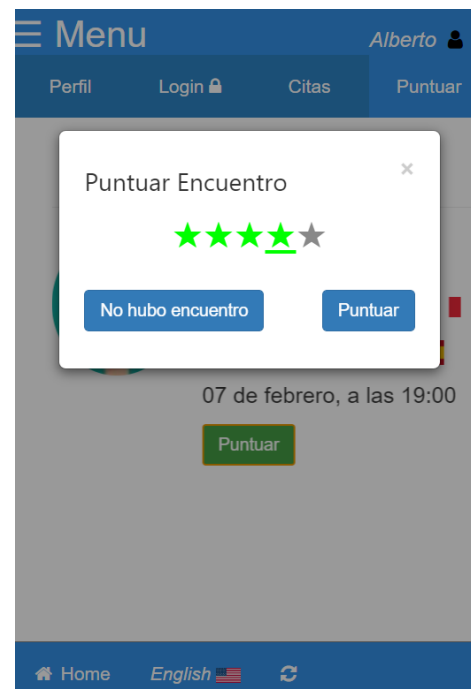 ☰ Menu Alberto
Perfil Login Citas Puntuar
Puntuar Encuentro ×
★★★★★
No hubo encuentro Puntuar
07 de febrero, a las 19:00
Puntuar
Home English